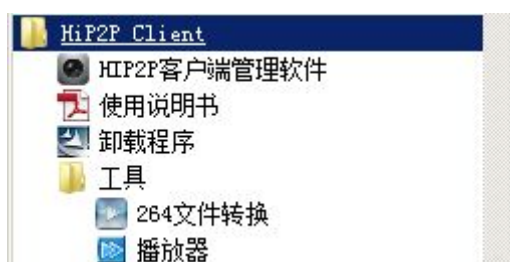 HiP2P Client
HIP2P客户端管理软件
使用说明书
卸载程序
工具
264文件转换
播放器